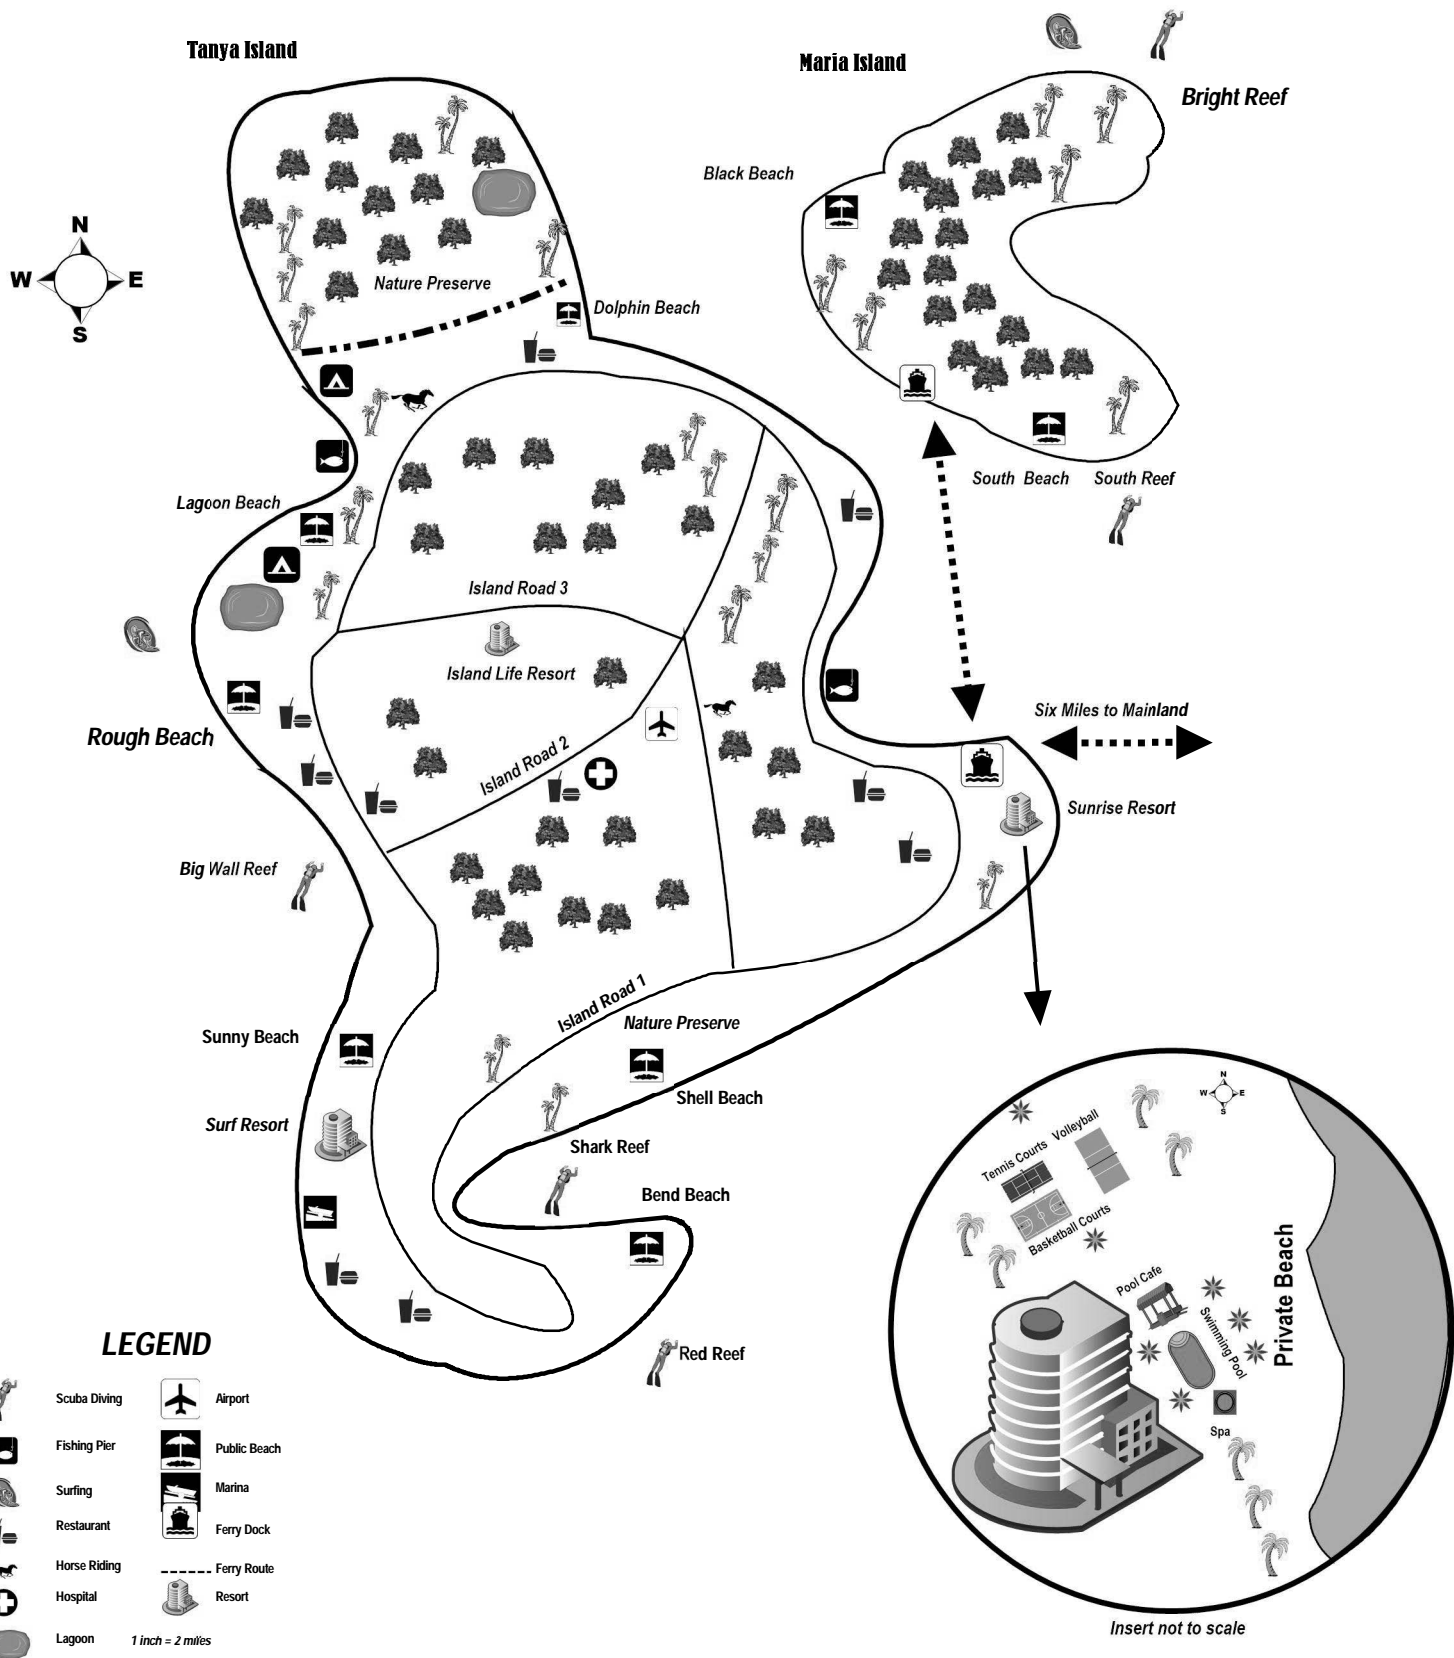 Tanya Island
Maria Island
Bright Reef
Black Beach
N
W E
S
Nature Preserve
Dolphin Beach
South Beach South Reef
Lagoon Beach
Island Road 3
Island Life Resort
Six Miles to Mainland
Rough Beach
Island Road 2
Sunrise Resort
Big Wall Reef
Island Road 1
Nature Preserve
Sunny Beach
Shell Beach
Surf Resort
Shark Reef
Bend Beach
Red Reef
N
W E
S
Tennis Courts
Volleyball
Basketball Courts
Pool Cafe
Swimming Pool
Private Beach
Spa
Insert not to scale
LEGEND
Scuba Diving
Airport
Fishing Pier
Public Beach
Surfing
Marina
Restaurant
Ferry Dock
Horse Riding
Ferry Route
Hospital
Resort
Lagoon
1 inch = 2 miles